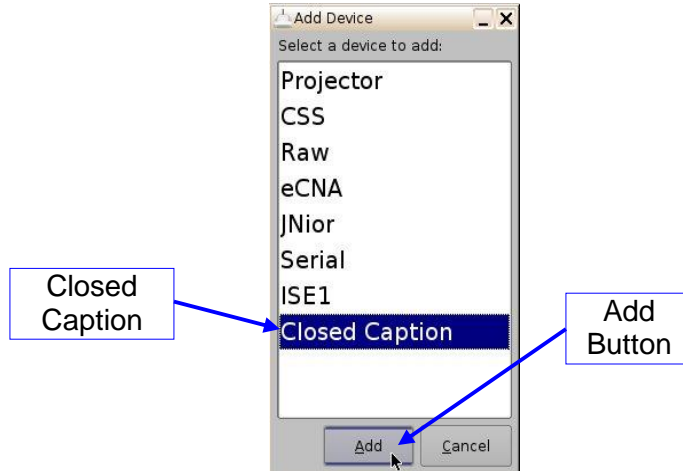 Add Device
Select a device to add:
Projector
CSS
Raw
eCNA
JNior
Serial
ISE1
Closed Caption
Add
Cancel
Closed
Caption
Add
Button